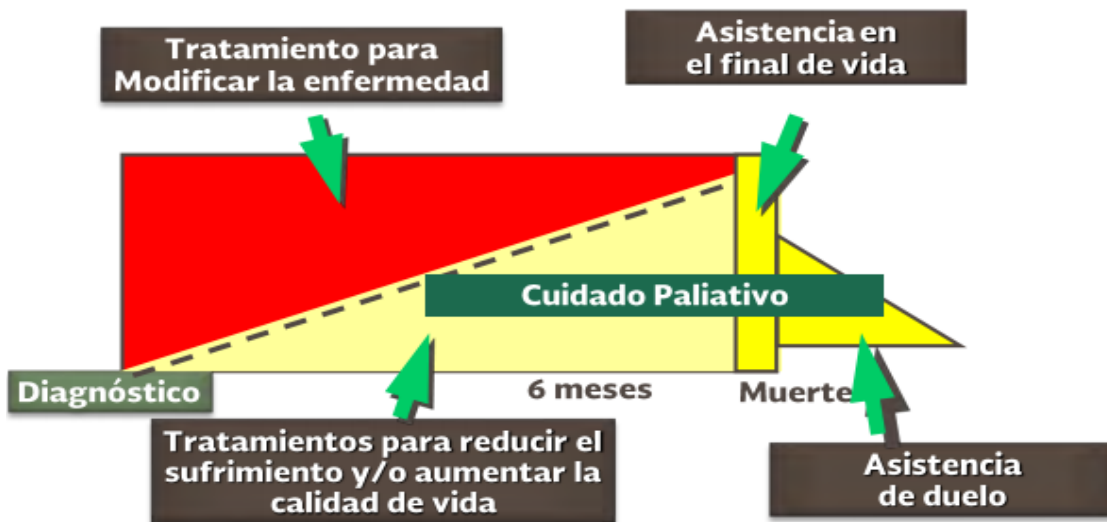 Tratamiento para
Modificar la enfermedad
Asistencia en
el final de vida
Cuidado Paliativo
Diagnóstico
6 meses
Muerte
Tratamientos para reducir el
sufrimiento y/o aumentar la
calidad de vida
Asistencia
de duelo